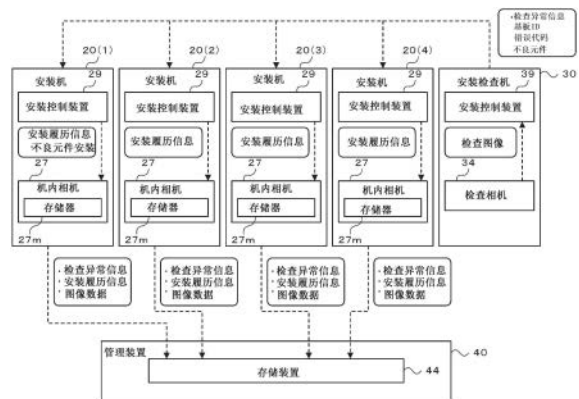 · 检查异常信息
基板ID
错误代码
不良元件
20(1)
20(2)
20(3)
20(4)
30
安装机
29
安装机
29
安装机
29
安装机
29
安装检查机
39
安装控制装置
安装控制装置
安装控制装置
安装控制装置
安装控制装置
安装履历信息
·不良元件安装
安装履历信息
安装履历信息
安装履历信息
检查图像
27
27
27
27
34
机内相机
机内相机
机内相机
机内相机
检查相机
存储器
存储器
存储器
存储器
27m
27m
27m
27m
· 检查异常信息
· 安装履历信息
· 图像数据
· 检查异常信息
· 安装履历信息
· 图像数据
· 检查异常信息
· 安装履历信息
· 图像数据
· 检查异常信息
· 安装履历信息
· 图像数据
管理装置
40
存储装置
44